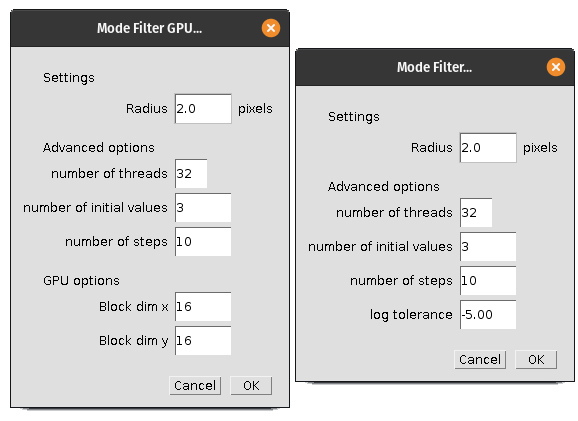 Mode Filter GPU...
Settings
Radius 2.0 pixels
Advanced options
number of threads 32
number of initial values 3
number of steps 10
GPU options
Block dim x 16
Block dim y 16
Cancel OK
Mode Filter...
Settings
Radius 2.0 pixels
Advanced options
number of threads 32
number of initial values 3
number of steps 10
log tolerance -5.00
Cancel OK